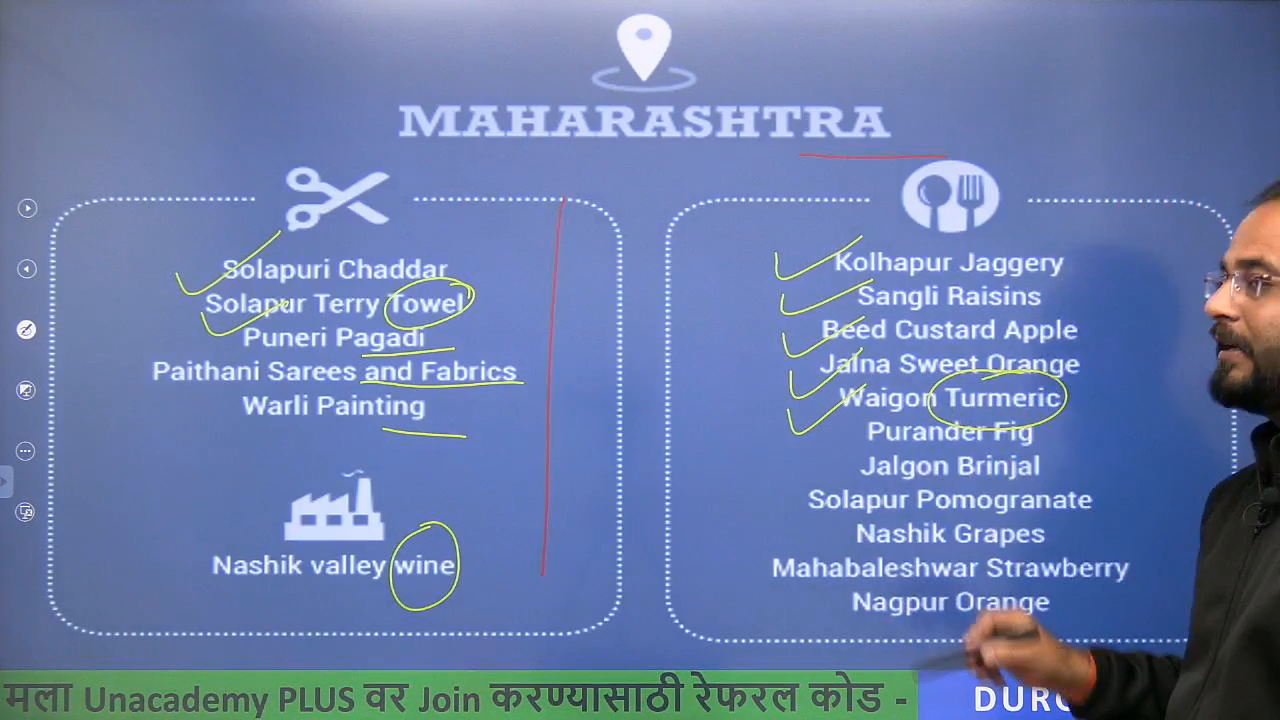 MAHARASHTRA
Solapuri Chaddar
Solapur Terry Towel
Puneri Pagadi
Paithani Sarees and Fabrics
Warli Painting
Nashik valley wine
Kolhapur Jaggery
Sangli Raisins
Beed Custard Apple
Jalna Sweet Orange
Waigon Turmeric
Purander Fig
Jalgon Brinjal
Solapur Pomogranate
Nashik Grapes
Mahabaleshwar Strawberry
Nagpur Orange
मला Unacademy PLUS वर Join करण्यासाठी रेफरल कोड -